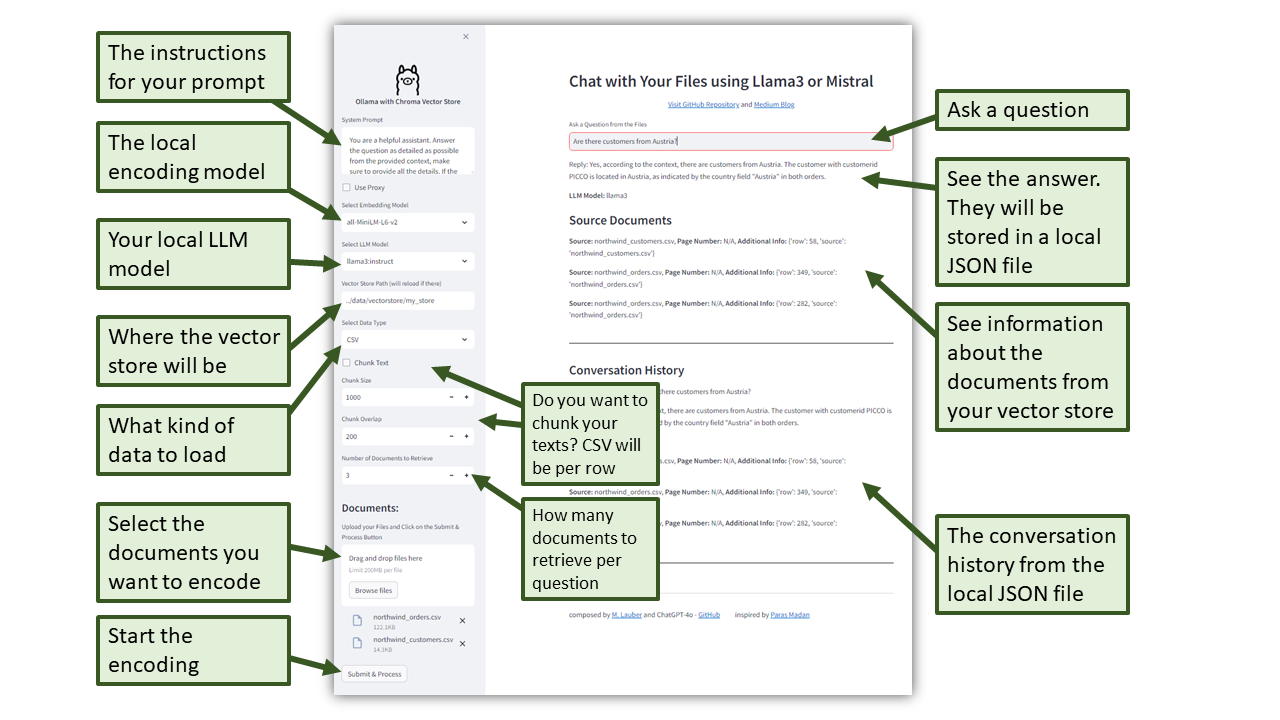 The instructions
for your prompt
The local
encoding model
Your local LLM
model
Where the vector
store will be
What kind of
data to load
Select the
documents you
want to encode
Start the
encoding
×
Ollama with Chroma Vector Store
System Prompt
You are a helpful assistant. Answer
the question as detailed as possible
from the provided context, make
sure to provide all the details. If the
Use Proxy
Select Embedding Model
all-MiniLM-L6-v2
Select LLM Model
llama3:instruct
Vector Store Path (will reload if there)
../data/vectorstore/my_store
Select Data Type
CSV
Chunk Text
Chunk Size
1000 − +
Chunk Overlap
200 − +
Number of Documents to Retrieve
3 − +
Documents:
Upload your Files and Click on the Submit &
Process Button
Drag and drop files here
Limit 200MB per file
Browse files
northwind_orders.csv ×
122.1KB
northwind_customers.csv ×
14.3KB
Submit & Process
Chat with Your Files using Llama3 or Mistral
Visit GitHub Repository and Medium Blog
Ask a Question from the Files
Are there customers from Austria?
Reply: Yes, according to the context, there are customers from Austria. The customer with customerid
PICCO is located in Austria, as indicated by the country field "Austria" in both orders.
LLM Model: llama3
Source Documents
Source: northwind_customers.csv, Page Number: N/A, Additional Info: {'row': 58, 'source':
'northwind_customers.csv'}
Source: northwind_orders.csv, Page Number: N/A, Additional Info: {'row': 349, 'source':
'northwind_orders.csv'}
Source: northwind_orders.csv, Page Number: N/A, Additional Info: {'row': 282, 'source':
'northwind_orders.csv'}
Conversation History
here customers from Austria?
xt, there are customers from Austria. The customer with customerid PICCO is
d by the country field "Austria" in both orders.
rs.csv, Page Number: N/A, Additional Info: {'row': 58, 'source':
Source: northwind_orders.csv, Page Number: N/A, Additional Info: {'row': 349, 'source':
sv, Page Number: N/A, Additional Info: {'row': 282, 'source':
composed by M. Lauber and ChatGPT-4o - GitHub inspired by Paras Madan
Do you want to
chunk your
texts? CSV will
be per row
How many
documents to
retrieve per
question
Ask a question
See the answer.
They will be
stored in a local
JSON file
See information
about the
documents from
your vector store
The conversation
history from the
local JSON file